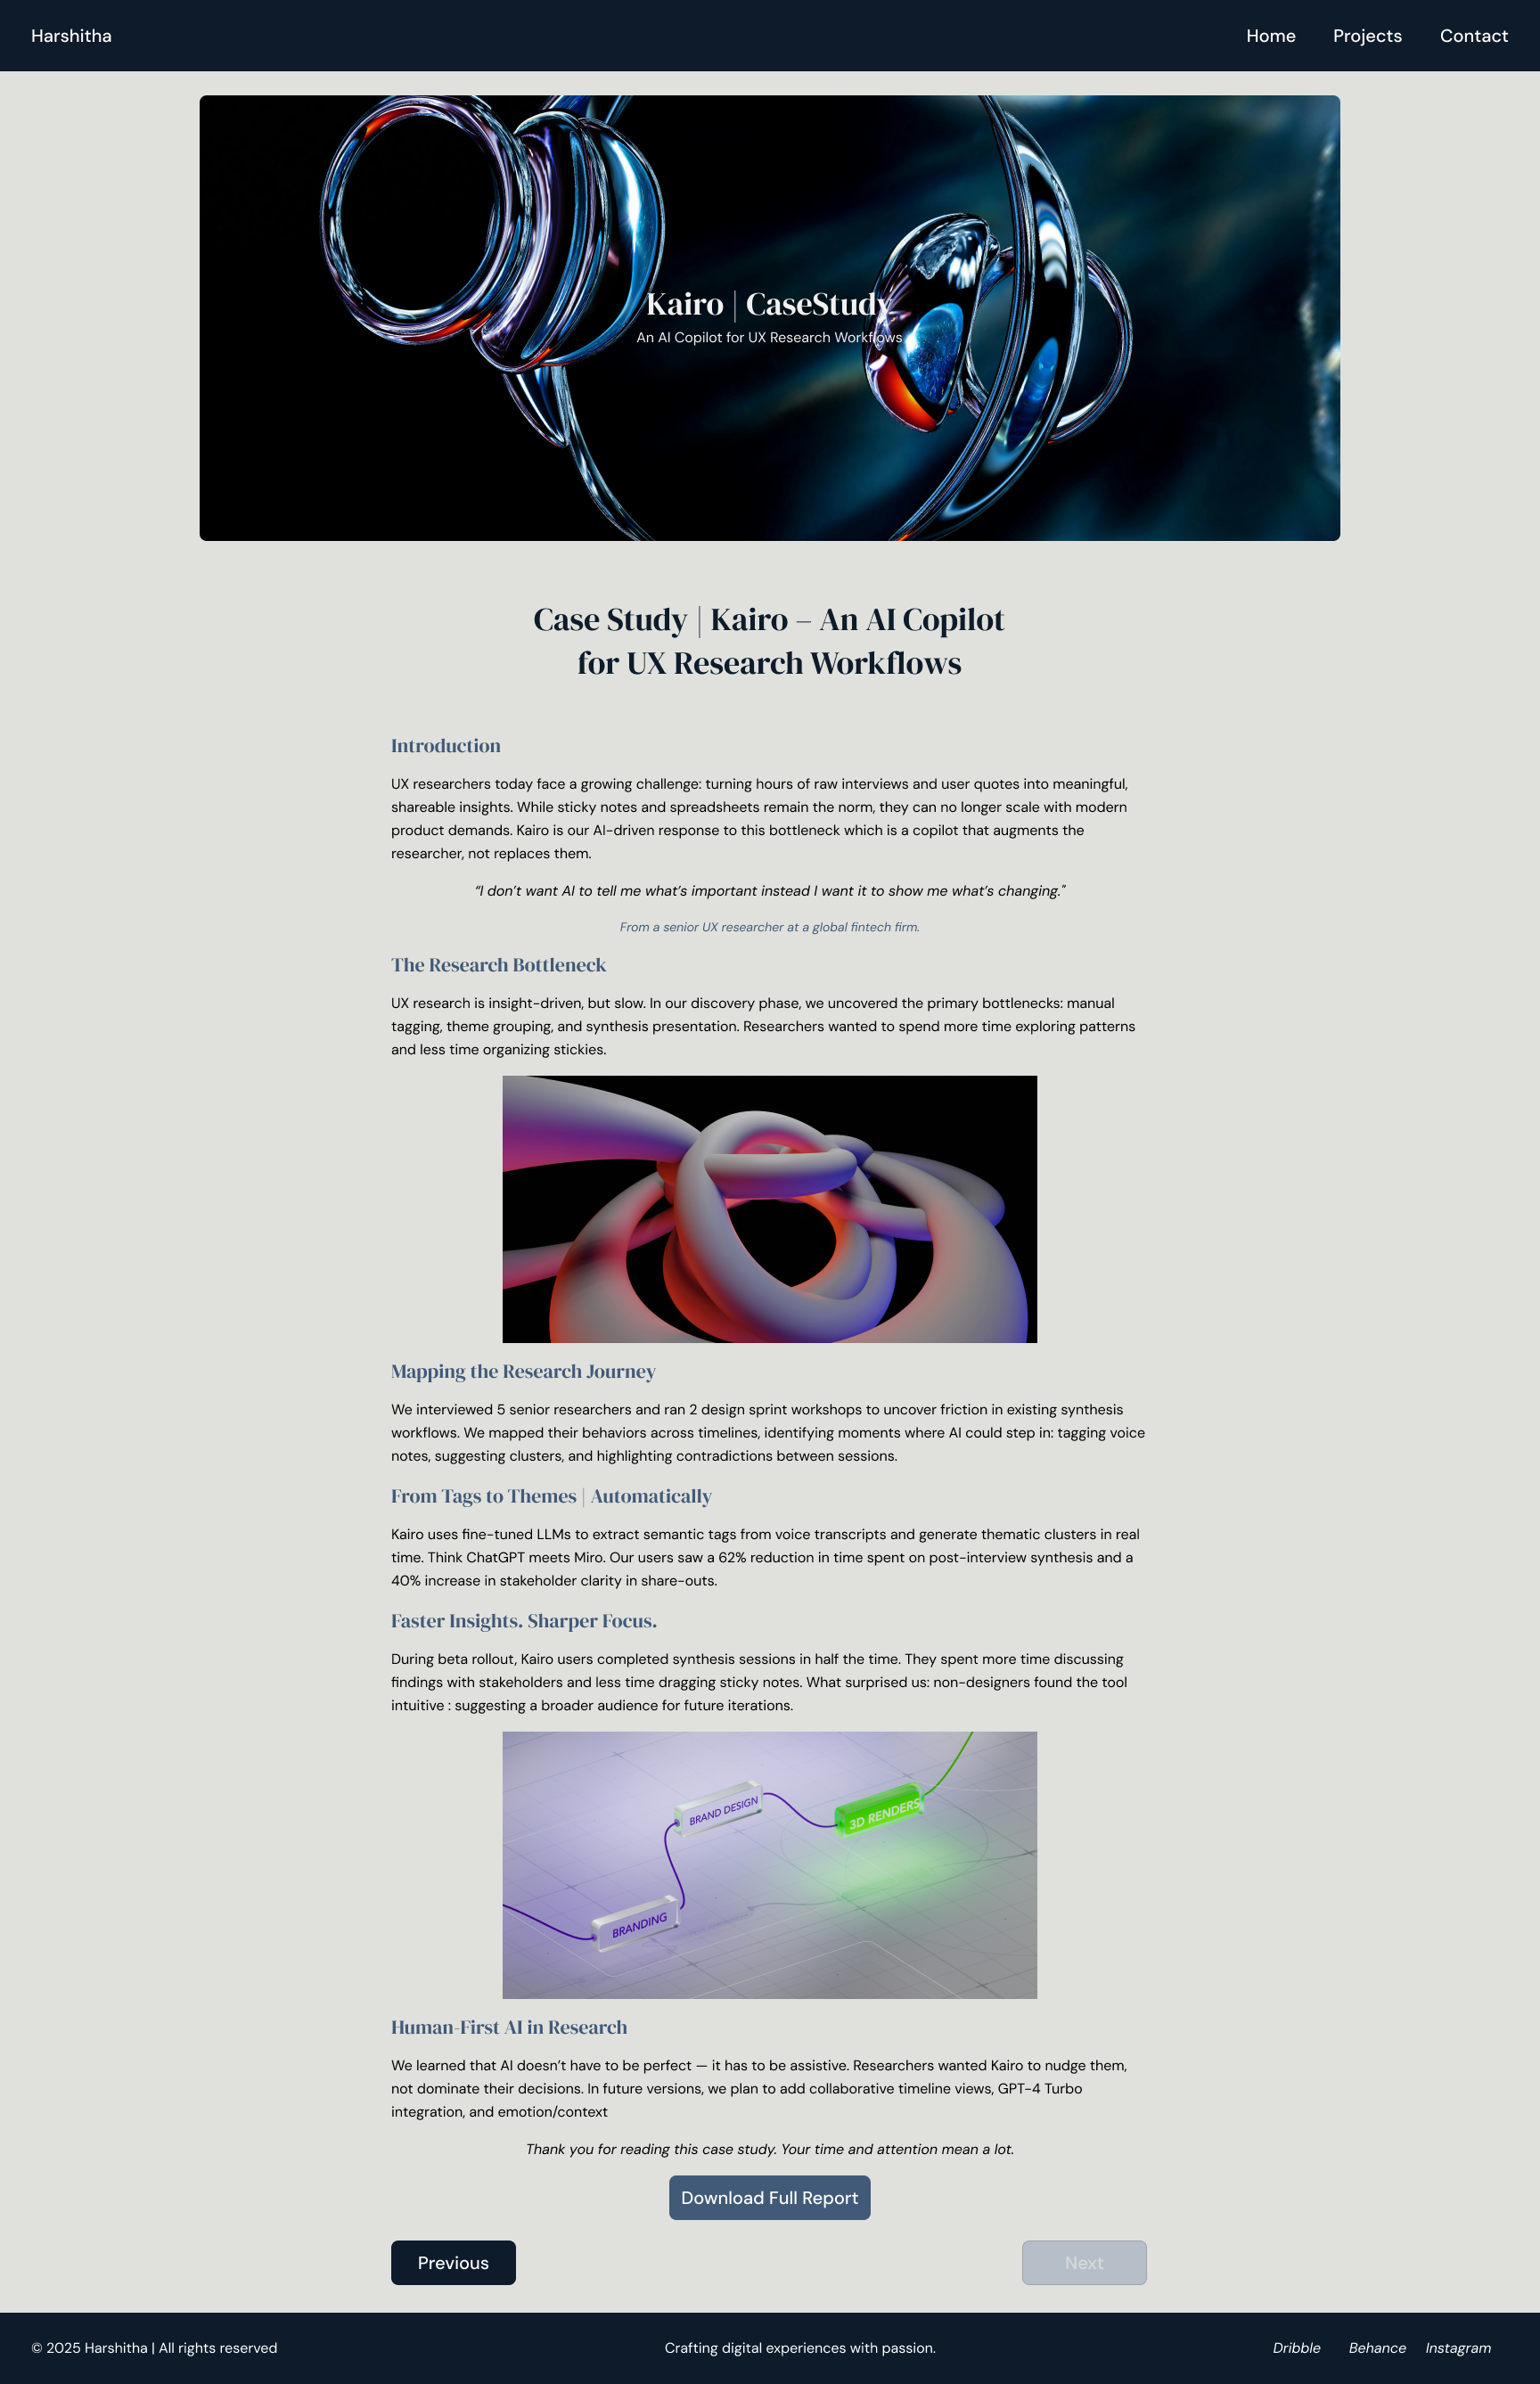 Harshitha
Home Projects Contact
Kairo | CaseStudy
An AI Copilot for UX Research Workflows
Case Study | Kairo – An AI Copilot
for UX Research Workflows
Introduction
UX researchers today face a growing challenge: turning hours of raw interviews and user quotes into meaningful,
shareable insights. While sticky notes and spreadsheets remain the norm, they can no longer scale with modern
product demands. Kairo is our AI-driven response to this bottleneck which is a copilot that augments the
researcher, not replaces them.
“I don’t want AI to tell me what’s important instead I want it to show me what’s changing."
From a senior UX researcher at a global fintech firm.
The Research Bottleneck
UX research is insight-driven, but slow. In our discovery phase, we uncovered the primary bottlenecks: manual
tagging, theme grouping, and synthesis presentation. Researchers wanted to spend more time exploring patterns
and less time organizing stickies.
Mapping the Research Journey
We interviewed 5 senior researchers and ran 2 design sprint workshops to uncover friction in existing synthesis
workflows. We mapped their behaviors across timelines, identifying moments where AI could step in: tagging voice
notes, suggesting clusters, and highlighting contradictions between sessions.
From Tags to Themes | Automatically
Kairo uses fine-tuned LLMs to extract semantic tags from voice transcripts and generate thematic clusters in real
time. Think ChatGPT meets Miro. Our users saw a 62% reduction in time spent on post-interview synthesis and a
40% increase in stakeholder clarity in share-outs.
Faster Insights. Sharper Focus.
During beta rollout, Kairo users completed synthesis sessions in half the time. They spent more time discussing
findings with stakeholders and less time dragging sticky notes. What surprised us: non-designers found the tool
intuitive : suggesting a broader audience for future iterations.
BRAND DESIGN
3D RENDERS
BRANDING
Human-First AI in Research
We learned that AI doesn’t have to be perfect — it has to be assistive. Researchers wanted Kairo to nudge them,
not dominate their decisions. In future versions, we plan to add collaborative timeline views, GPT-4 Turbo
integration, and emotion/context
Thank you for reading this case study. Your time and attention mean a lot.
Download Full Report
Previous
Next
© 2025 Harshitha | All rights reserved
Crafting digital experiences with passion.
Dribble Behance Instagram